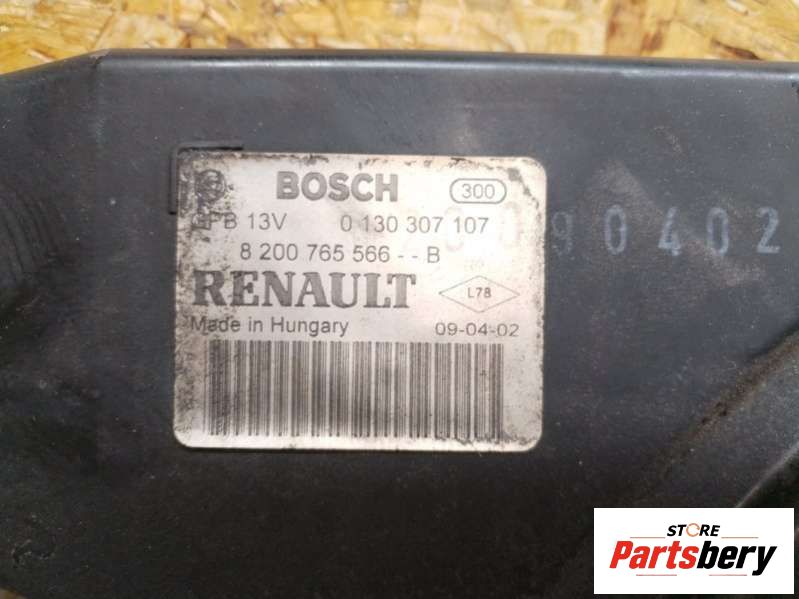 BOSCH 300
13V 0 130 307 107
8 200 765 566 - - B
RENAULT L78
Made in Hungary 09-04-02
090402
STORE
Partsbery